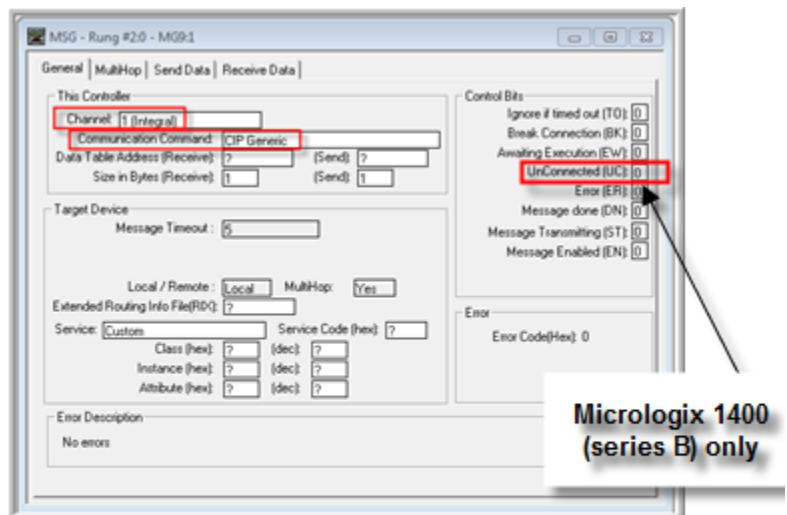 MSG - Rung #2:0 - MG9:1
General MultiHop Send Data Receive Data
This Controller
Channel: 1 (Integral)
Communication Command: CIP Generic
Data Table Address (Receive): ? (Send): ?
Size in Bytes (Receive): 1 (Send): 1
Target Device
Message Timeout : 5
Local / Remote : Local MultiHop: Yes
Extended Routing Info File(RIX): ?
Service: Custom Service Code (hex): ?
Class (hex): ? (dec): ?
Instance (hex): ? (dec): ?
Attribute (hex): ? (dec): ?
Control Bits
Ignore if timed out (TO): 0
Break Connection (BK): 0
Awaiting Execution (EW): 0
UnConnected (UC): 0
Error (ER): 0
Message done (DN): 0
Message Transmitting (ST): 0
Message Enabled (EN): 0
Error
Error Code(Hex): 0
Error Description
No errors
Micrologix 1400
(series B) only